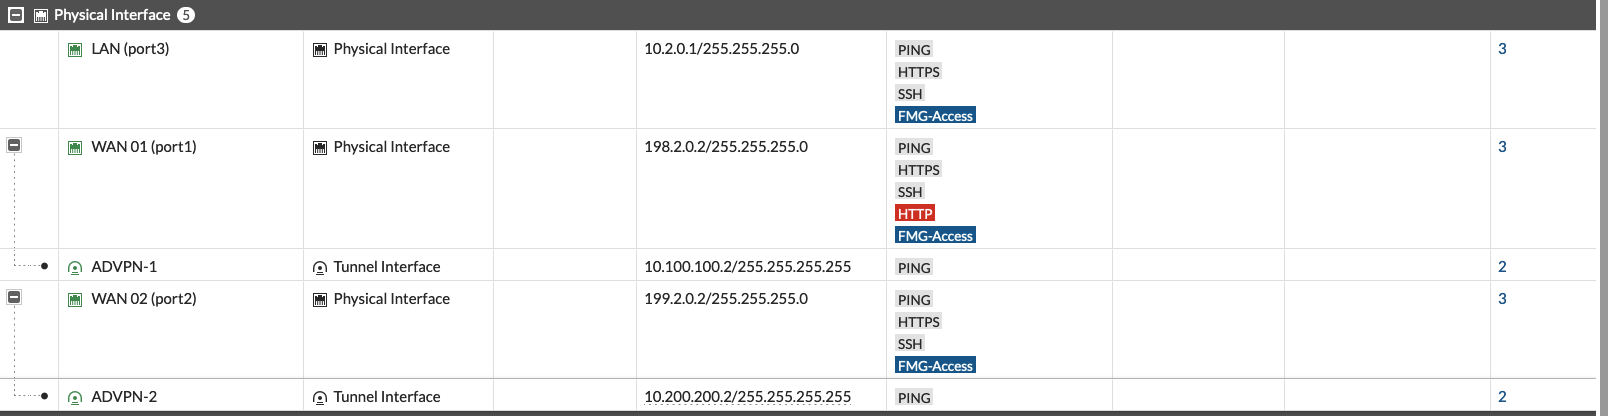 Physical Interface 5
LAN (port3) Physical Interface 10.2.0.1/255.255.255.0 PING 3
HTTPS
SSH
FMG-Access
WAN 01 (port1) Physical Interface 198.2.0.2/255.255.255.0 PING 3
HTTPS
SSH
HTTP
FMG-Access
ADVPN-1 Tunnel Interface 10.100.100.2/255.255.255.255 PING 2
WAN 02 (port2) Physical Interface 199.2.0.2/255.255.255.0 PING 3
HTTPS
SSH
FMG-Access
ADVPN-2 Tunnel Interface 10.200.200.2/255.255.255.255 PING 2